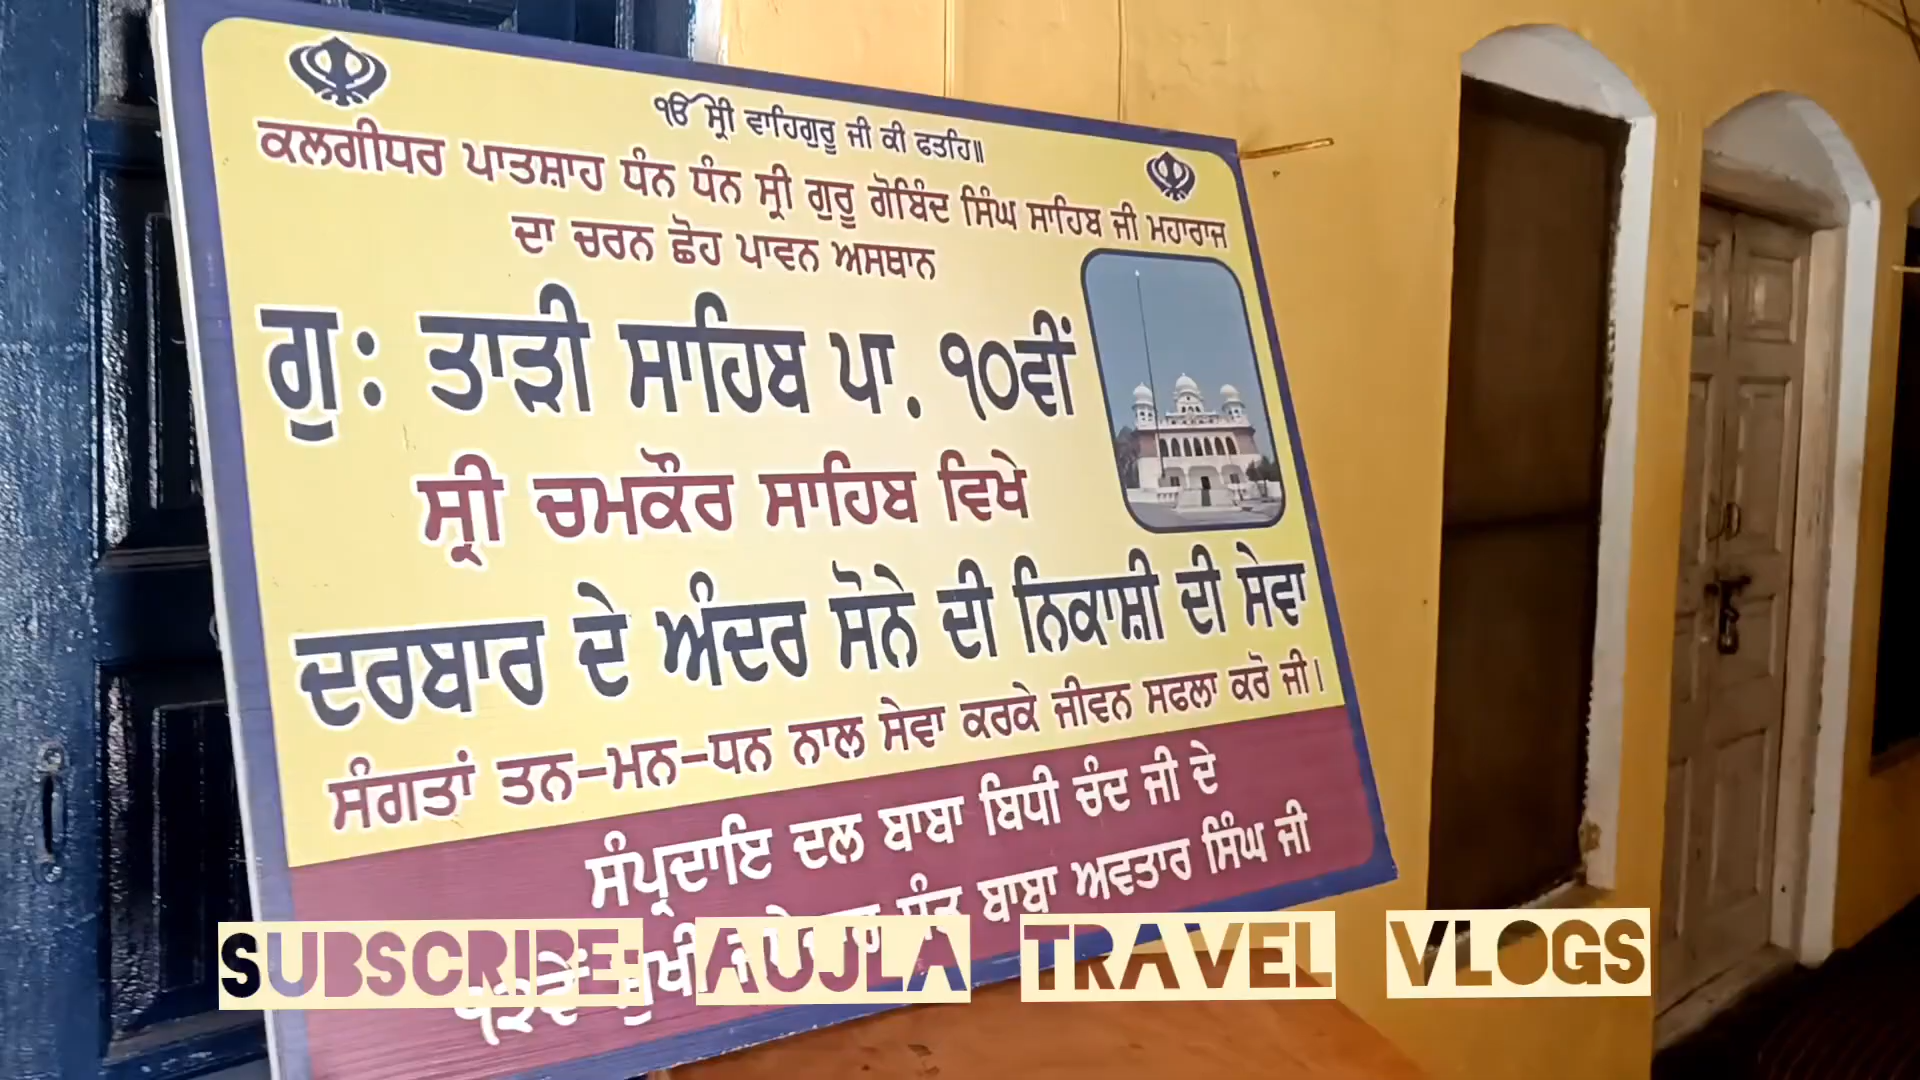 ੴ ਸ੍ਰੀ ਵਾਹਿਗੁਰੂ ਜੀ ਕੀ ਫਤਹਿ॥
ਕਲਗੀਧਰ ਪਾਤਸ਼ਾਹ ਧੰਨ ਧੰਨ ਸ੍ਰੀ ਗੁਰੂ ਗੋਬਿੰਦ ਸਿੰਘ ਸਾਹਿਬ ਜੀ ਮਹਾਰਾਜ
ਦਾ ਚਰਨ ਛੋਹ ਪਾਵਨ ਅਸਥਾਨ
ਗੁ: ਤਾੜੀ ਸਾਹਿਬ ਪਾ. ੧੦ਵੀਂ
ਸ੍ਰੀ ਚਮਕੌਰ ਸਾਹਿਬ ਵਿਖੇ
ਦਰਬਾਰ ਦੇ ਅੰਦਰ ਸੋਨੇ ਦੀ ਨਿਕਾਸ਼ੀ ਦੀ ਸੇਵਾ
ਸੰਗਤਾਂ ਤਨ-ਮਨ-ਧਨ ਨਾਲ ਸੇਵਾ ਕਰਕੇ ਜੀਵਨ ਸਫਲਾ ਕਰੋ ਜੀ।
ਸੰਪ੍ਰਦਾਇ ਦਲ ਬਾਬਾ ਬਿਧੀ ਚੰਦ ਜੀ ਦੇ
ਬਾਬਾ ਅਵਤਾਰ ਸਿੰਘ ਜੀ
SUBSCRIBE: AUJLA TRAVEL VLOGS